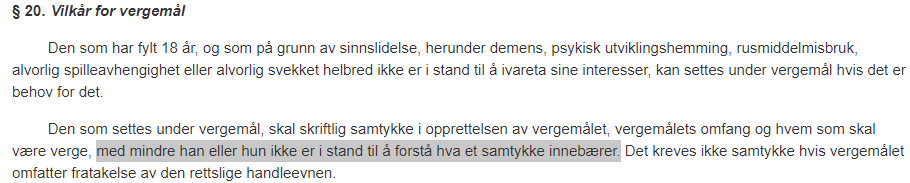 § 20. Vilkår for vergemål
Den som har fylt 18 år, og som på grunn av sinnslidelse, herunder demens, psykisk utviklingshemming, rusmiddelmisbruk,
alvorlig spilleavhengighet eller alvorlig svekket helbred ikke er i stand til å ivareta sine interesser, kan settes under vergemål hvis det er
behov for det.
Den som settes under vergemål, skal skriftlig samtykke i opprettelsen av vergemålet, vergemålets omfang og hvem som skal
være verge, med mindre han eller hun ikke er i stand til å forstå hva et samtykke innebærer. Det kreves ikke samtykke hvis vergemålet
omfatter fratakelse av den rettslige handleevnen.